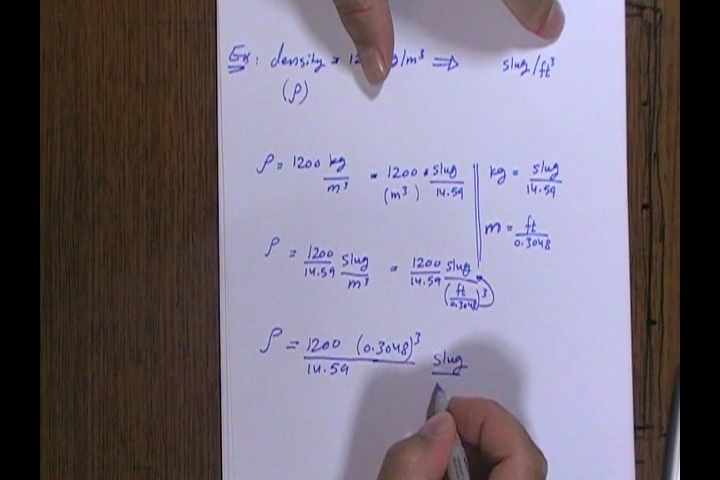 Ex: density = 12 g/m³ ⇒ slug/ft³
(ρ)
ρ = 1200 kg/m³ = 1200 * slug/(m³) 14.59
kg = slug/14.59
m = ft/0.3048
ρ = 1200/14.59 slug/m³ = 1200/14.59 slug/(ft/0.3048)³
ρ = 1200 (0.3048)³/14.59 slug